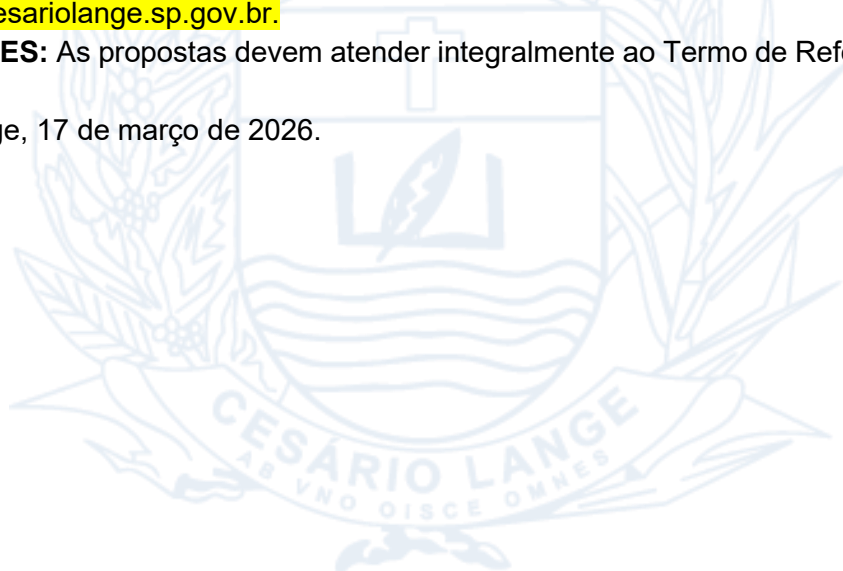 esariolange.sp.gov.br.
ES: As propostas devem atender integralmente ao Termo de Refe
ge, 17 de março de 2026.
CESÁRIO LANGE
AB VNO DISCE OMNES